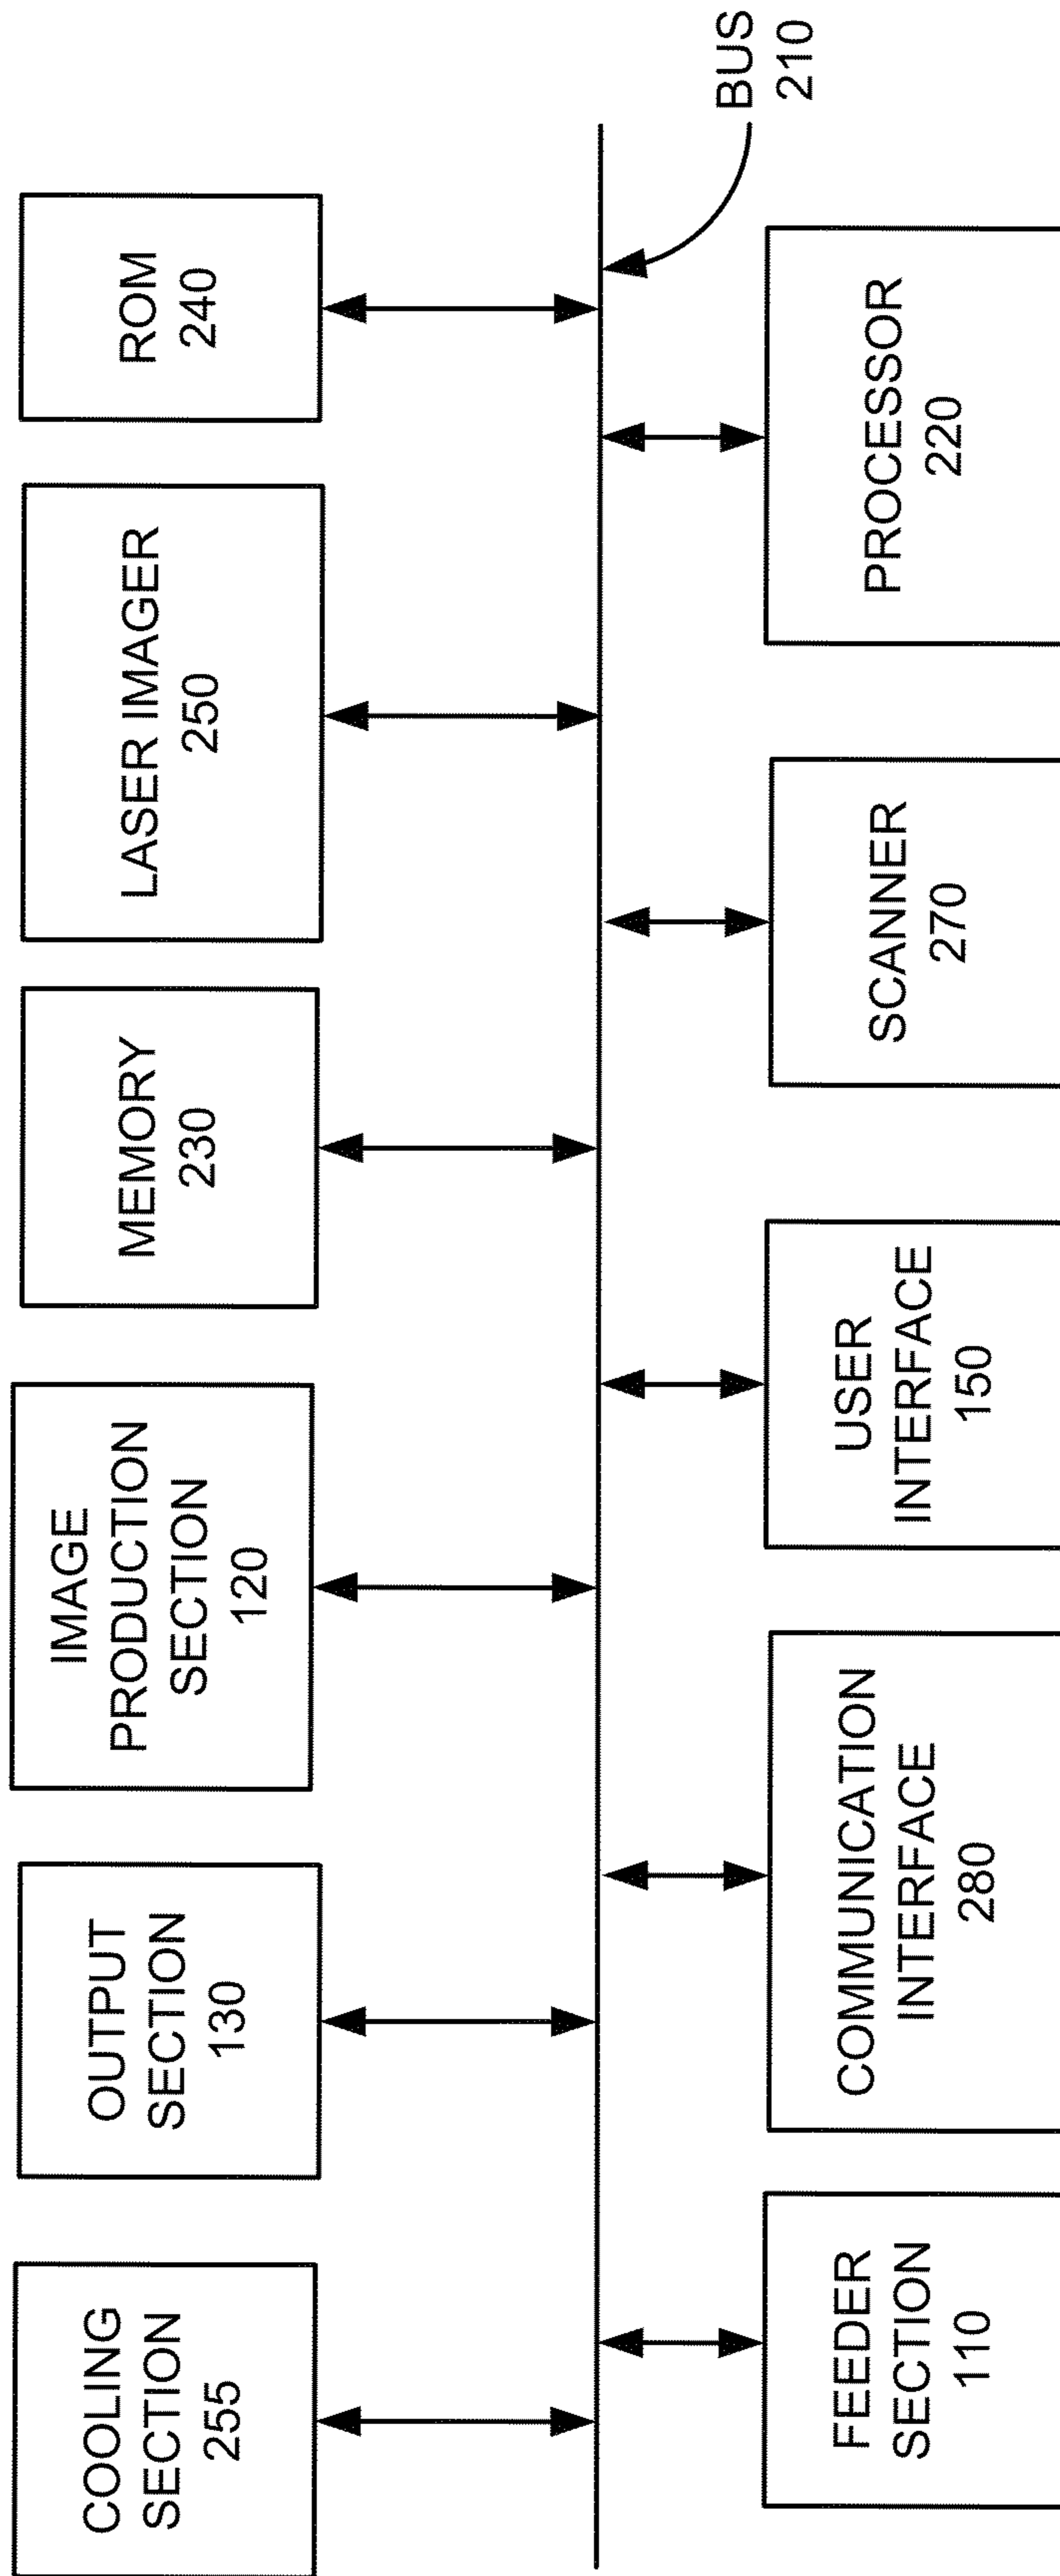 COOLING
SECTION
255
OUTPUT
SECTION
130
IMAGE
PRODUCTION
SECTION
120
MEMORY
230
LASER IMAGER
250
ROM
240
BUS
210
FEEDER
SECTION
110
COMMUNICATION
INTERFACE
280
USER
INTERFACE
150
SCANNER
270
PROCESSOR
220